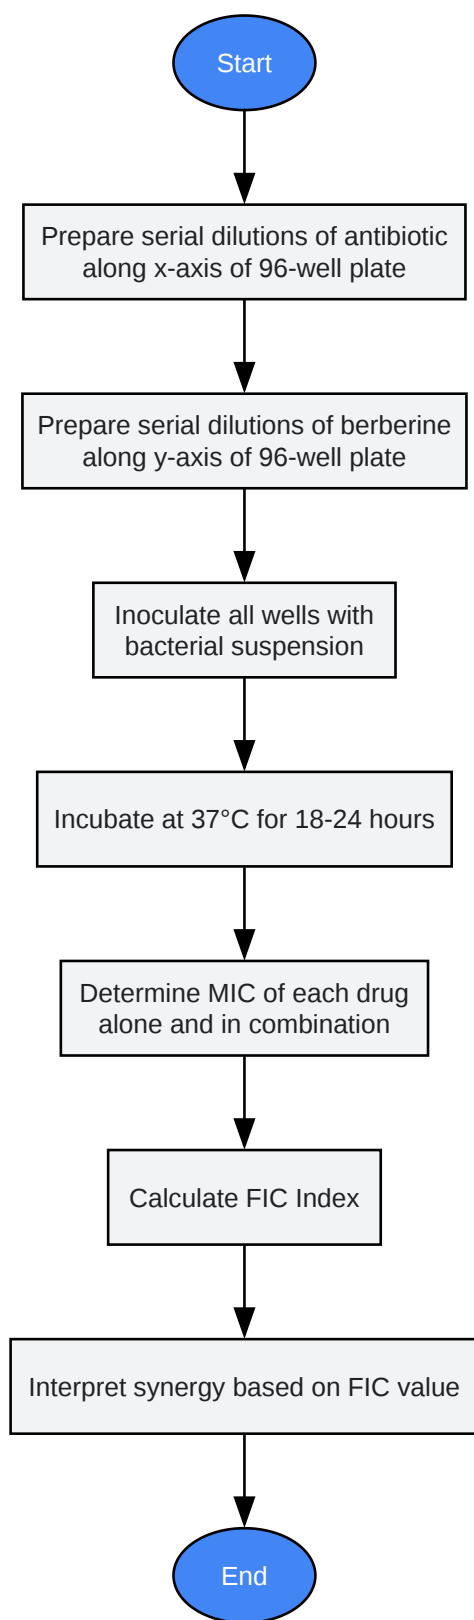 Start
Prepare serial dilutions of antibiotic
along x-axis of 96-well plate
Prepare serial dilutions of berberine
along y-axis of 96-well plate
Inoculate all wells with
bacterial suspension
Incubate at 37°C for 18-24 hours
Determine MIC of each drug
alone and in combination
Calculate FIC Index
Interpret synergy based on FIC value
End